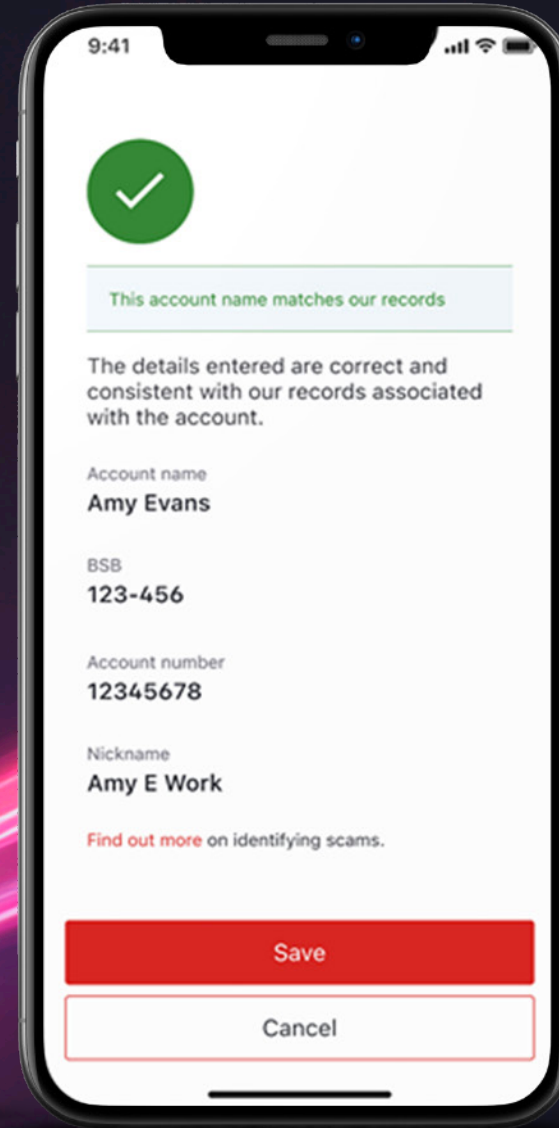 9:41
This account name matches our records
The details entered are correct and
consistent with our records associated
with the account.
Account name
Amy Evans
BSB
123-456
Account number
12345678
Nickname
Amy E Work
Find out more on identifying scams.
Save
Cancel